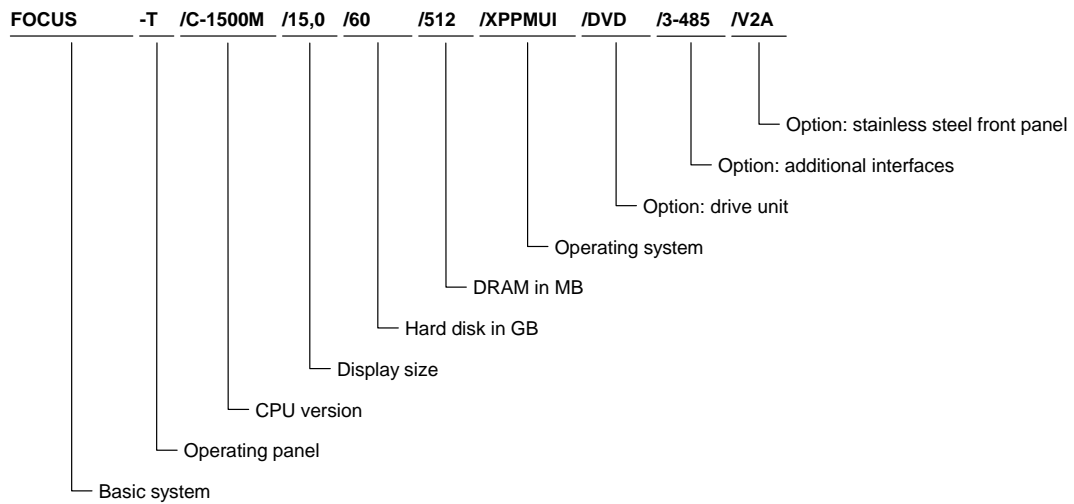 FOCUS -T /C-1500M /15,0 /60 /512 /XPPMUI /DVD /3-485 /V2A
Option: stainless steel front panel
Option: additional interfaces
Option: drive unit
Operating system
DRAM in MB
Hard disk in GB
Display size
CPU version
Operating panel
Basic system